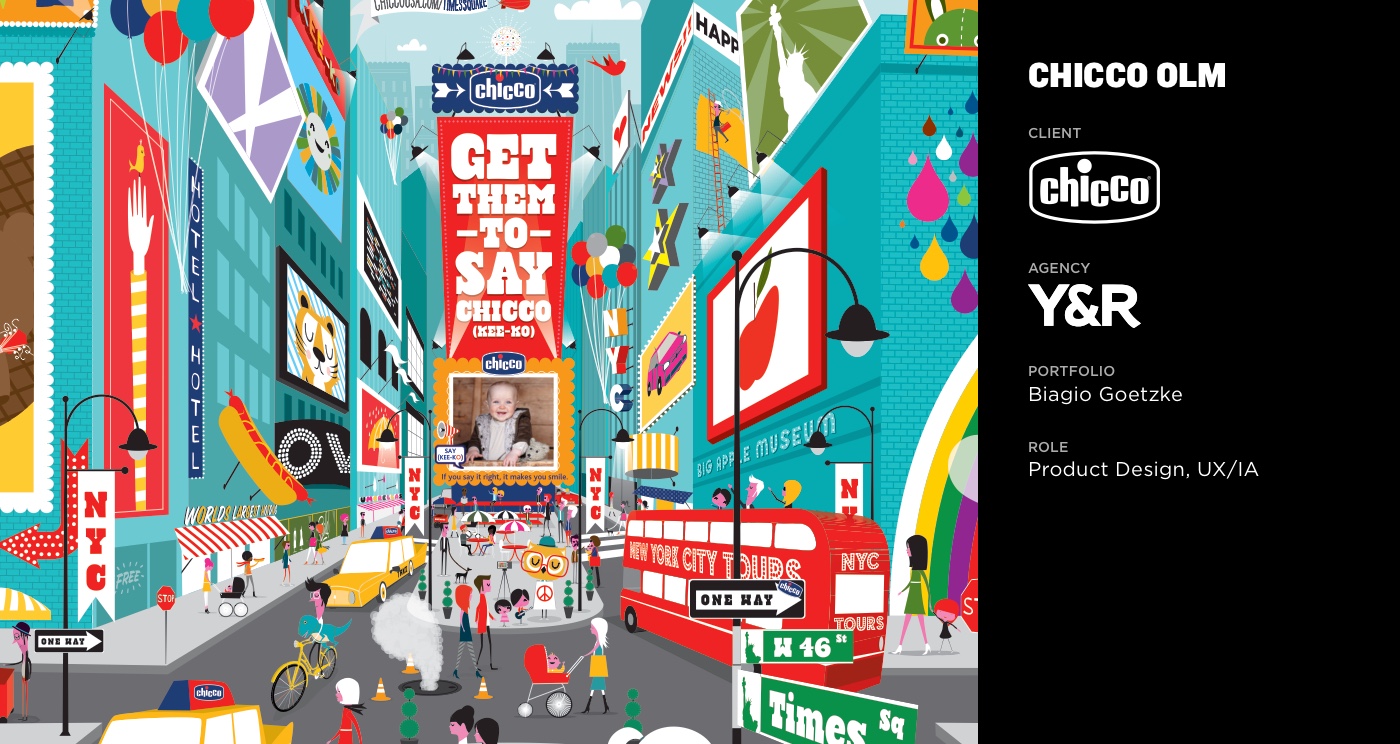 CHICCOUSA.COM/TIMESSQUARE
chicco
GET
THEM
—TO—
SAY
CHICCO
(KEE-KO)
chicco
SAY
(KEE-KO)
If you say it right, it makes you smile.
HOTEL ★ HOTEL
NEWS!
HAPP
NYC
BIG APPLE MUSEUM
OV
WORLDS LARGEST
FREE
STOP
NYC
NYC
NYC
N
ONE WAY
TAXI
NEW YORK CITY TOURS
NYC
TOURS
chicco
ONE WAY
W 46 St
Times Sq
chicco
ST
CHICCO OLM
CLIENT
chicco
AGENCY
Y&R
PORTFOLIO
Biagio Goetzke
ROLE
Product Design, UX/IA